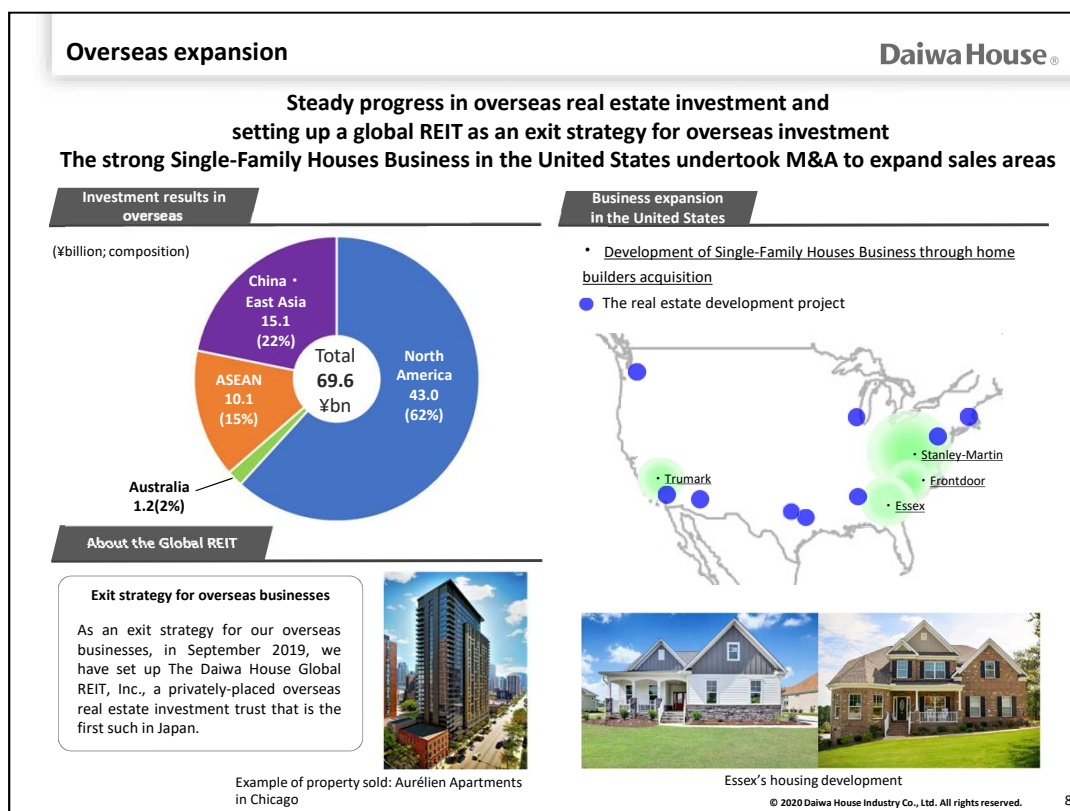 Overseas expansion
Daiwa House ®
Steady progress in overseas real estate investment and
setting up a global REIT as an exit strategy for overseas investment
The strong Single-Family Houses Business in the United States undertook M&A to expand sales areas
Investment results in
overseas
(¥billion; composition)
China・
East Asia
15.1
(22%)
ASEAN
10.1
(15%)
Australia
1.2(2%)
Total
69.6
¥bn
North
America
43.0
(62%)
About the Global REIT
Exit strategy for overseas businesses
As an exit strategy for our overseas
businesses, in September 2019, we
have set up The Daiwa House Global
REIT, Inc., a privately-placed overseas
real estate investment trust that is the
first such in Japan.
Example of property sold: Aurélien Apartments
in Chicago
Business expansion
in the United States
・ Development of Single-Family Houses Business through home
builders acquisition
The real estate development project
・Stanley-Martin
・Frontdoor
・Trumark
・Essex
Essex's housing development
© 2020 Daiwa House Industry Co., Ltd. All rights reserved.
8